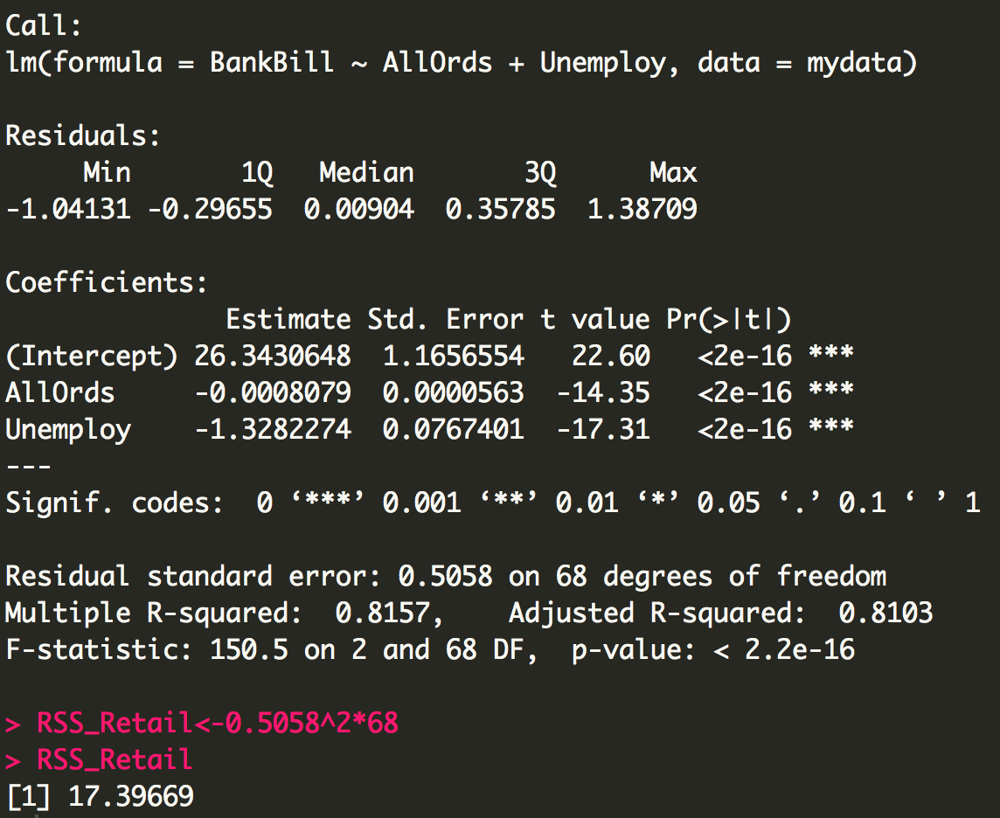 Call:
lm(formula = BankBill ~ AllOrds + Unemploy, data = mydata)
Residuals:
     Min       1Q   Median       3Q      Max
-1.04131 -0.29655  0.00904  0.35785  1.38709
Coefficients:
              Estimate Std. Error t value Pr(>|t|)
(Intercept) 26.3430648  1.1656554   22.60   <2e-16 ***
AllOrds     -0.0008079  0.0000563  -14.35   <2e-16 ***
Unemploy    -1.3282274  0.0767401  -17.31   <2e-16 ***
---
Signif. codes:  0 ‘***’ 0.001 ‘**’ 0.01 ‘*’ 0.05 ‘.’ 0.1 ‘ ’ 1
Residual standard error: 0.5058 on 68 degrees of freedom
Multiple R-squared:  0.8157,    Adjusted R-squared:  0.8103
F-statistic: 150.5 on 2 and 68 DF,  p-value: < 2.2e-16
> RSS_Retail<-0.5058^2*68
> RSS_Retail
[1] 17.39669